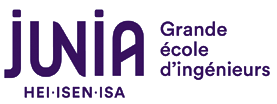 JUNIA
HEI·ISEN·ISA
Grande
école
d'ingénieurs